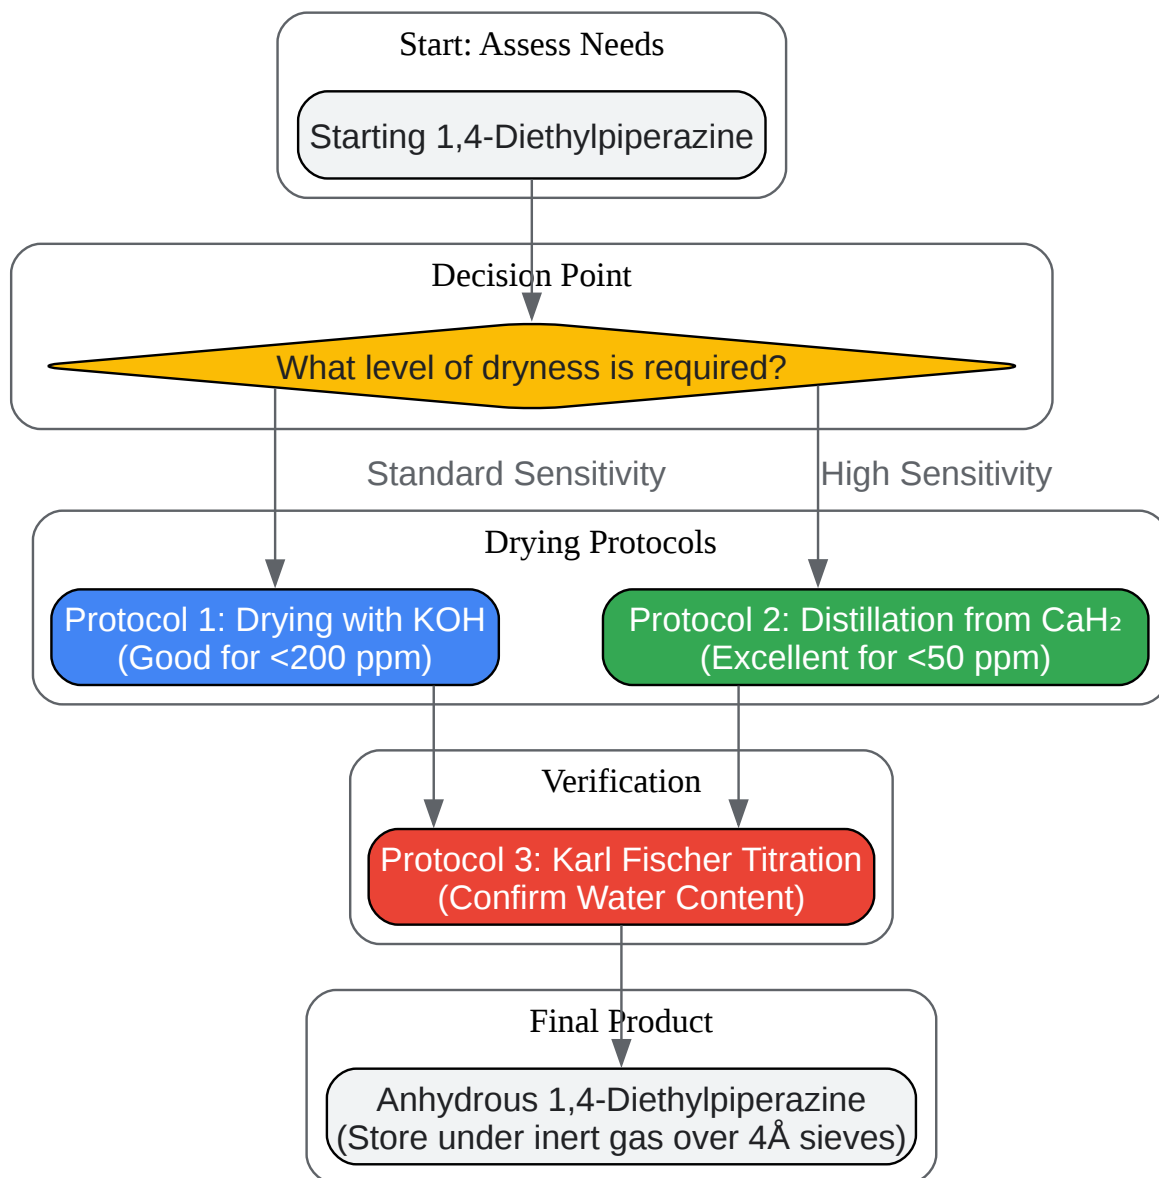 Start: Assess Needs
Starting 1,4-Diethylpiperazine
Decision Point
What level of dryness is required?
Standard Sensitivity
High Sensitivity
Drying Protocols
Protocol 1: Drying with KOH
(Good for <200 ppm)
Protocol 2: Distillation from CaH₂
(Excellent for <50 ppm)
Verification
Protocol 3: Karl Fischer Titration
(Confirm Water Content)
Final Product
Anhydrous 1,4-Diethylpiperazine
(Store under inert gas over 4Å sieves)